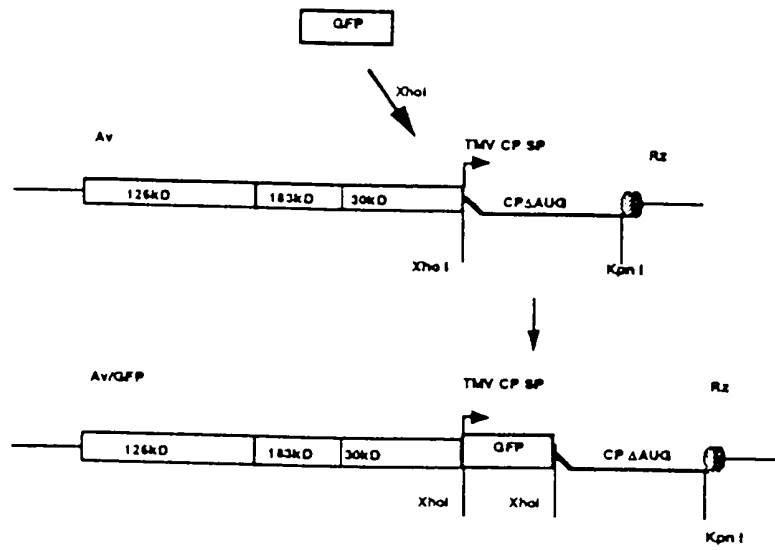 GFP
XhoI
Av
TMV CP SP
Rz
126kD
183kD
30kD
CPΔAUG
Xho I
Kpn I
Av/GFP
TMV CP SP
Rz
126kD
183kD
30kD
GFP
CP ΔAUG
XhoI
XhoI
Kpn I